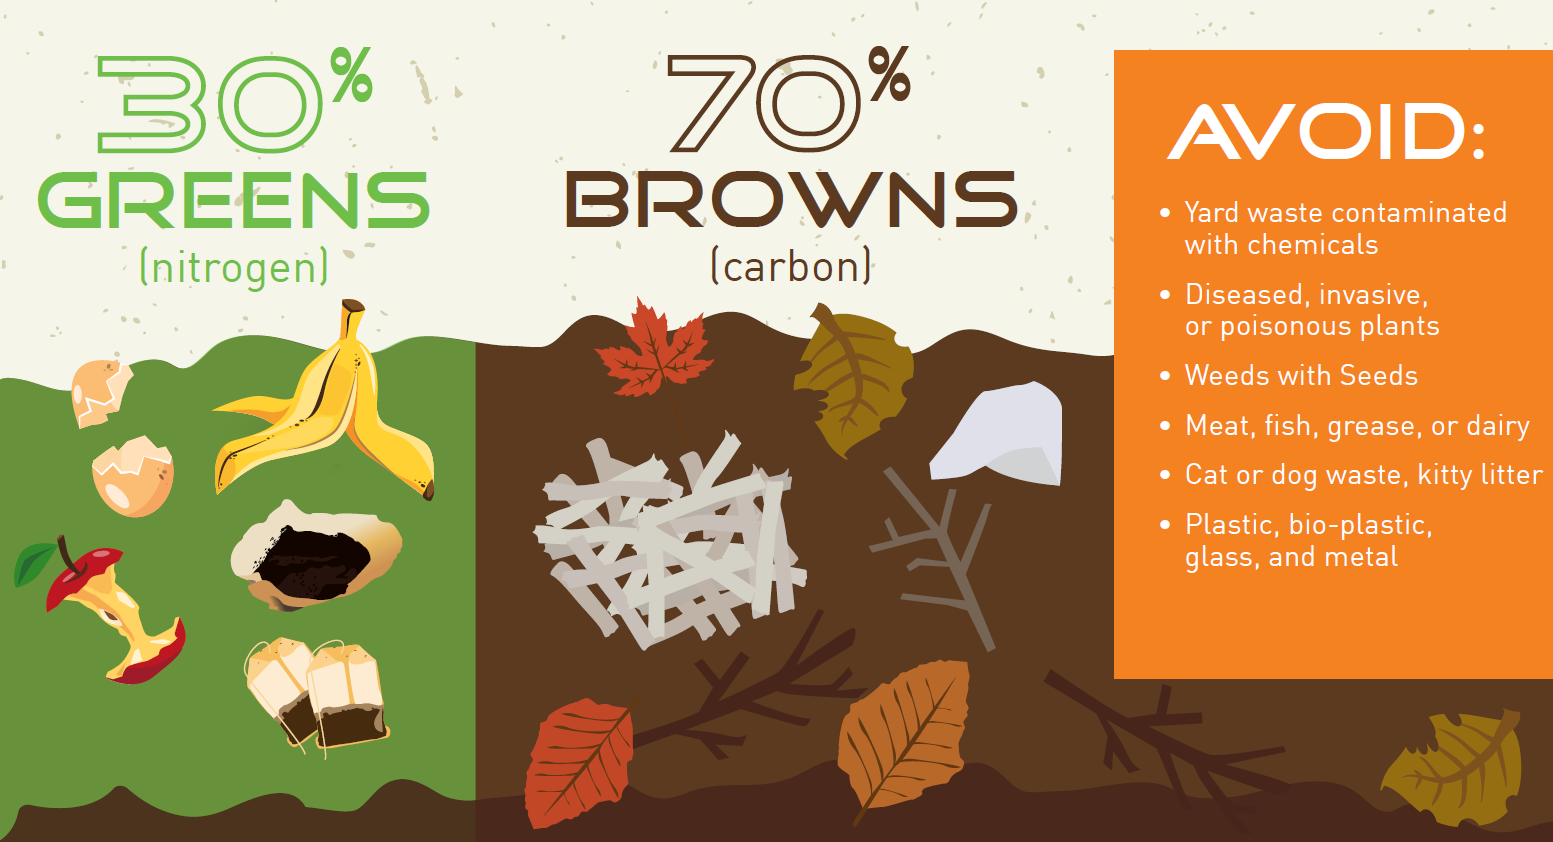 30%
GREENS
(nitrogen)
70%
BROWNS
(carbon)
AVOID:
• Yard waste contaminated
with chemicals
• Diseased, invasive,
or poisonous plants
• Weeds with Seeds
• Meat, fish, grease, or dairy
• Cat or dog waste, kitty litter
• Plastic, bio-plastic,
glass, and metal